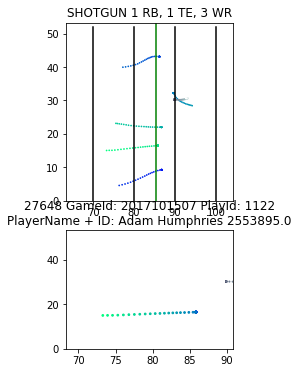 SHOTGUN 1 RB, 1 TE, 3 WR
50
40
30
20
10
0
70 80 90 100
27648 GameId: 2017101507 PlayId: 1122
PlayerName + ID: Adam Humphries 2553895.0
40
20
0
70 75 80 85 90